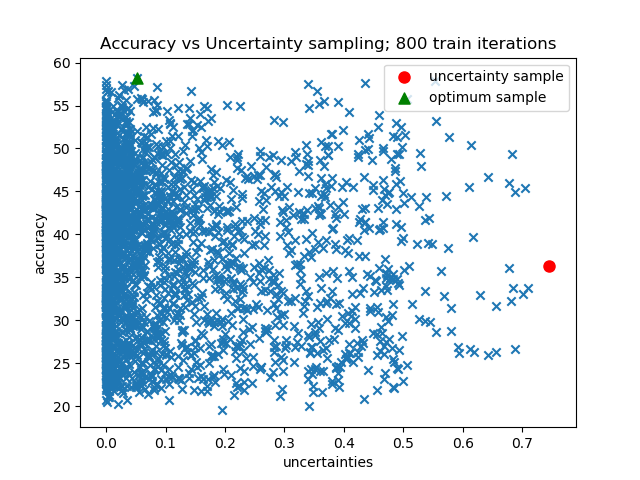 Accuracy vs Uncertainty sampling; 800 train iterations
uncertainty sample
optimum sample
accuracy
60
55
50
45
40
35
30
25
20
0.0 0.1 0.2 0.3 0.4 0.5 0.6 0.7
uncertainties